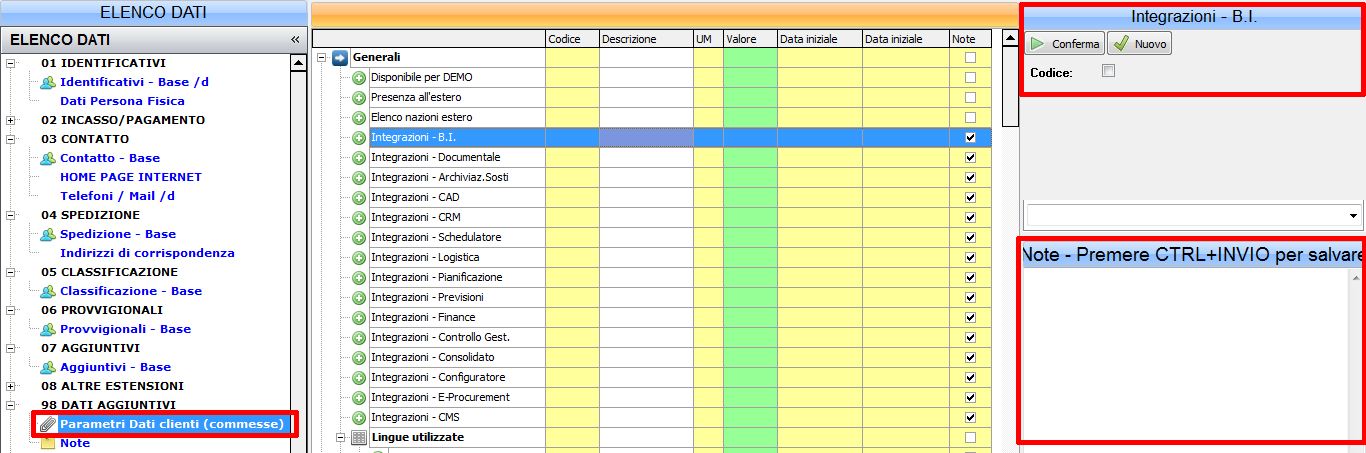 ELENCO DATI
ELENCO DATI «
01 IDENTIFICATIVI
Identificativi - Base /d
Dati Persona Fisica
02 INCASSO/PAGAMENTO
03 CONTATTO
Contatto - Base
HOME PAGE INTERNET
Telefoni / Mail /d
04 SPEDIZIONE
Spedizione - Base
Indirizzi di corrispondenza
05 CLASSIFICAZIONE
Classificazione - Base
06 PROVVIGIONALI
Provvigionali - Base
07 AGGIUNTIVI
Aggiuntivi - Base
08 ALTRE ESTENSIONI
98 DATI AGGIUNTIVI
Parametri Dati clienti (commesse)
Note
Codice Descrizione UM Valore Data iniziale Data iniziale Note
Generali
Disponibile per DEMO
Presenza all'estero
Elenco nazioni estero
Integrazioni - B.I.
Integrazioni - Documentale
Integrazioni - Archiviaz.Sosti
Integrazioni - CAD
Integrazioni - CRM
Integrazioni - Schedulatore
Integrazioni - Logistica
Integrazioni - Pianificazione
Integrazioni - Previsioni
Integrazioni - Finance
Integrazioni - Controllo Gest.
Integrazioni - Consolidato
Integrazioni - Configuratore
Integrazioni - E-Procurement
Integrazioni - CMS
Lingue utilizzate
Integrazioni - B.I.
Conferma Nuovo
Codice:
Note - Premere CTRL+INVIO per salvare